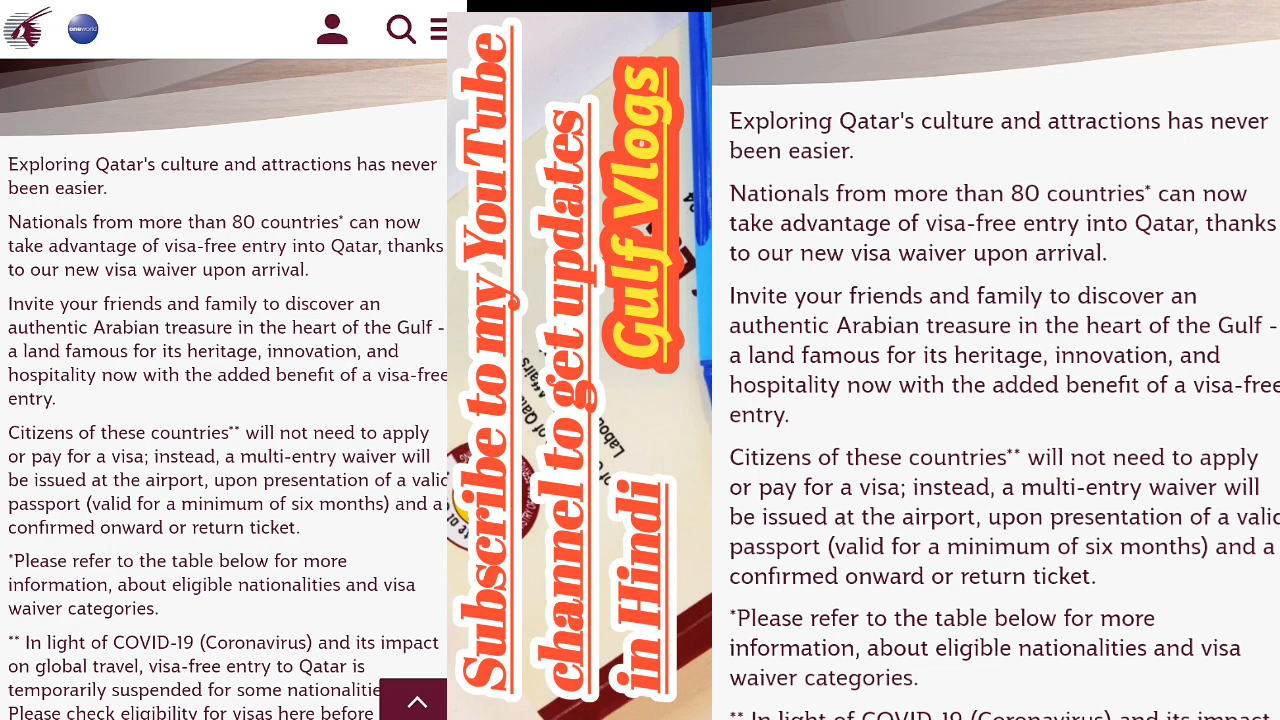 oneworld
Exploring Qatar's culture and attractions has never
been easier.
Nationals from more than 80 countries* can now
take advantage of visa-free entry into Qatar, thanks
to our new visa waiver upon arrival.
Invite your friends and family to discover an
authentic Arabian treasure in the heart of the Gulf -
a land famous for its heritage, innovation, and
hospitality now with the added benefit of a visa-free
entry.
Citizens of these countries** will not need to apply
or pay for a visa; instead, a multi-entry waiver will
be issued at the airport, upon presentation of a valid
passport (valid for a minimum of six months) and a
confirmed onward or return ticket.
*Please refer to the table below for more
information, about eligible nationalities and visa
waiver categories.
** In light of COVID-19 (Coronavirus) and its impact
on global travel, visa-free entry to Qatar is
temporarily suspended for some nationalitie
Please check eligibility for visas here before
Subscribe to my YouTube
channel to get updates
in Hindi Gulf Vlogs
Exploring Qatar's culture and attractions has never
been easier.
Nationals from more than 80 countries* can now
take advantage of visa-free entry into Qatar, thanks
to our new visa waiver upon arrival.
Invite your friends and family to discover an
authentic Arabian treasure in the heart of the Gulf -
a land famous for its heritage, innovation, and
hospitality now with the added benefit of a visa-free
entry.
Citizens of these countries** will not need to apply
or pay for a visa; instead, a multi-entry waiver will
be issued at the airport, upon presentation of a valid
passport (valid for a minimum of six months) and a
confirmed onward or return ticket.
*Please refer to the table below for more
information, about eligible nationalities and visa
waiver categories.
** In light of COVID-19 (Coronavirus) and its impact